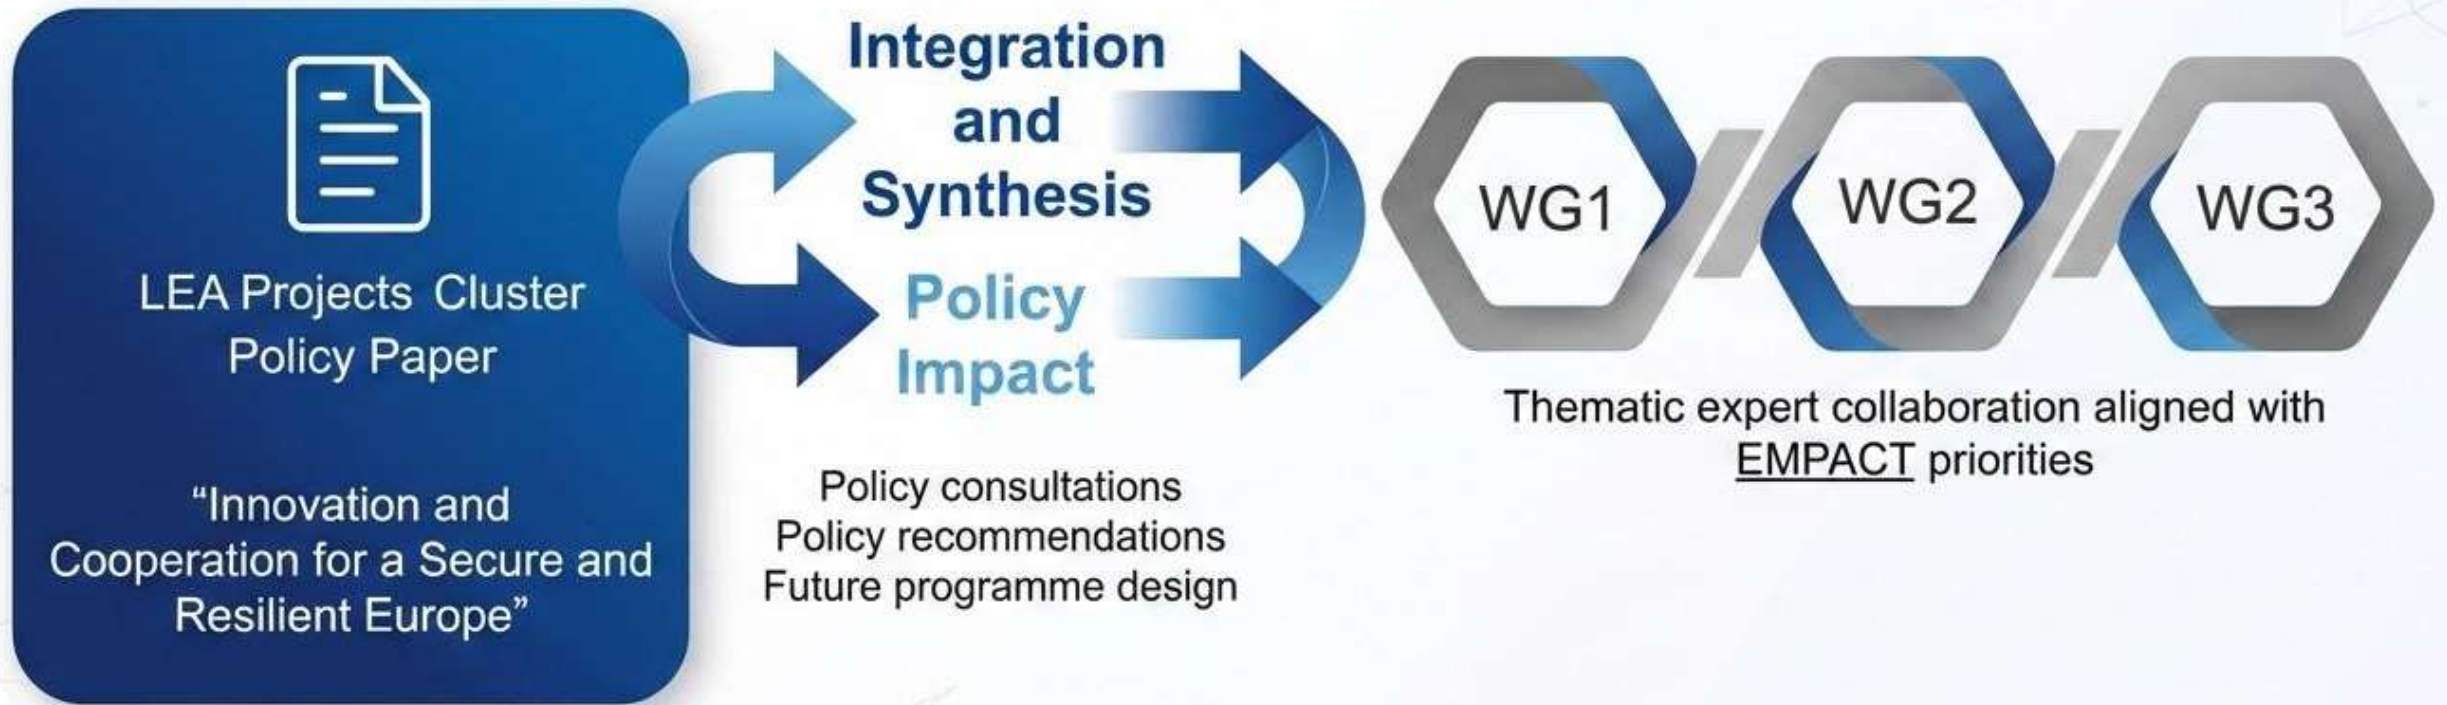 LEA Projects Cluster
Policy Paper
“Innovation and
Cooperation for a Secure and
Resilient Europe”
Integration
and
Synthesis
Policy
Impact
Policy consultations
Policy recommendations
Future programme design
WG1
WG2
WG3
Thematic expert collaboration aligned with
EMPACT priorities